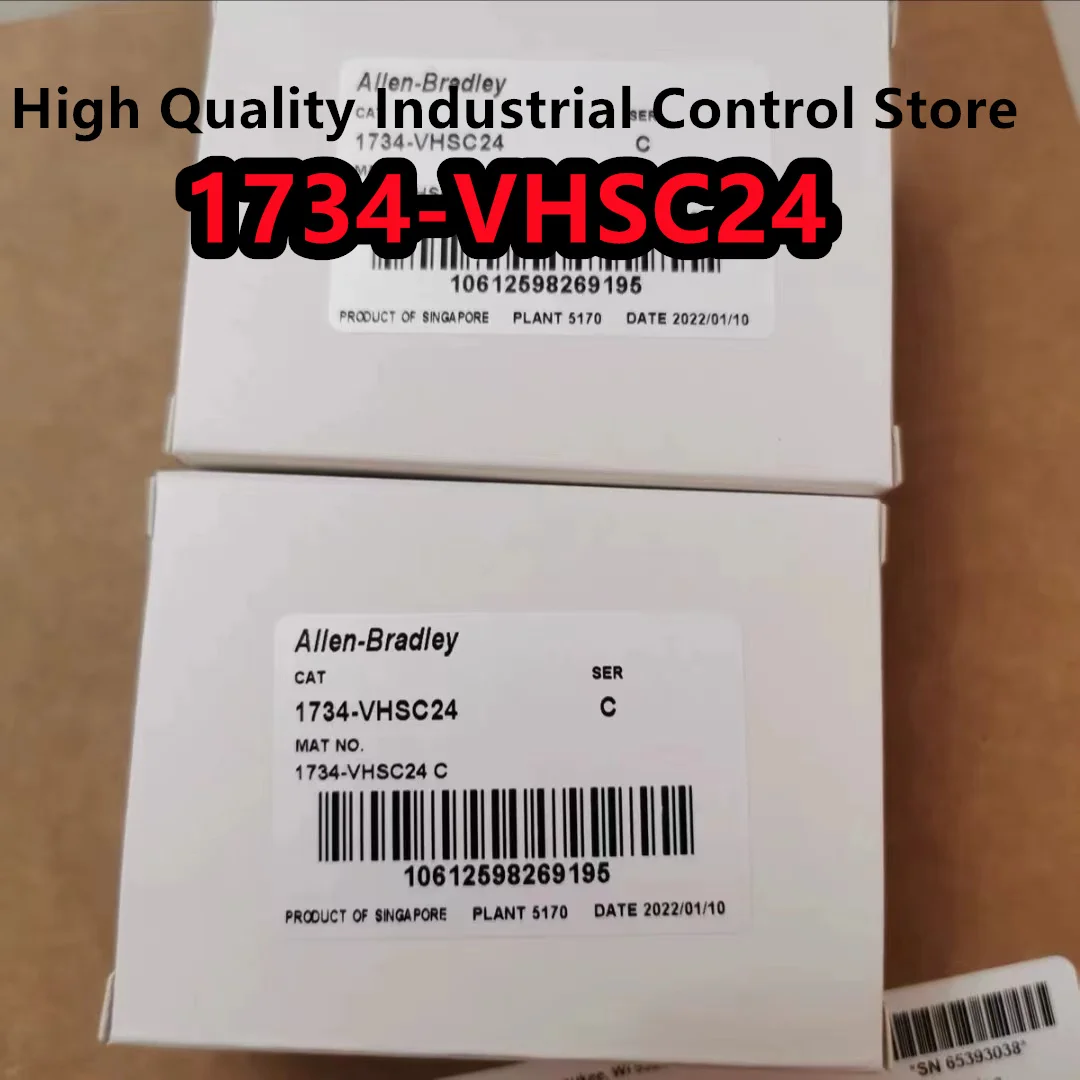 Allen-Bradley
High Quality Industrial Control Store
CAT SER
1734-VHSC24 C
1734-VHSC24
10612598269195
PRODUCT OF SINGAPORE PLANT 5170 DATE 2022/01/10
Allen-Bradley
CAT SER
1734-VHSC24 C
MAT NO.
1734-VHSC24 C
10612598269195
PRODUCT OF SINGAPORE PLANT 5170 DATE 2022/01/10
*SN 65393038*